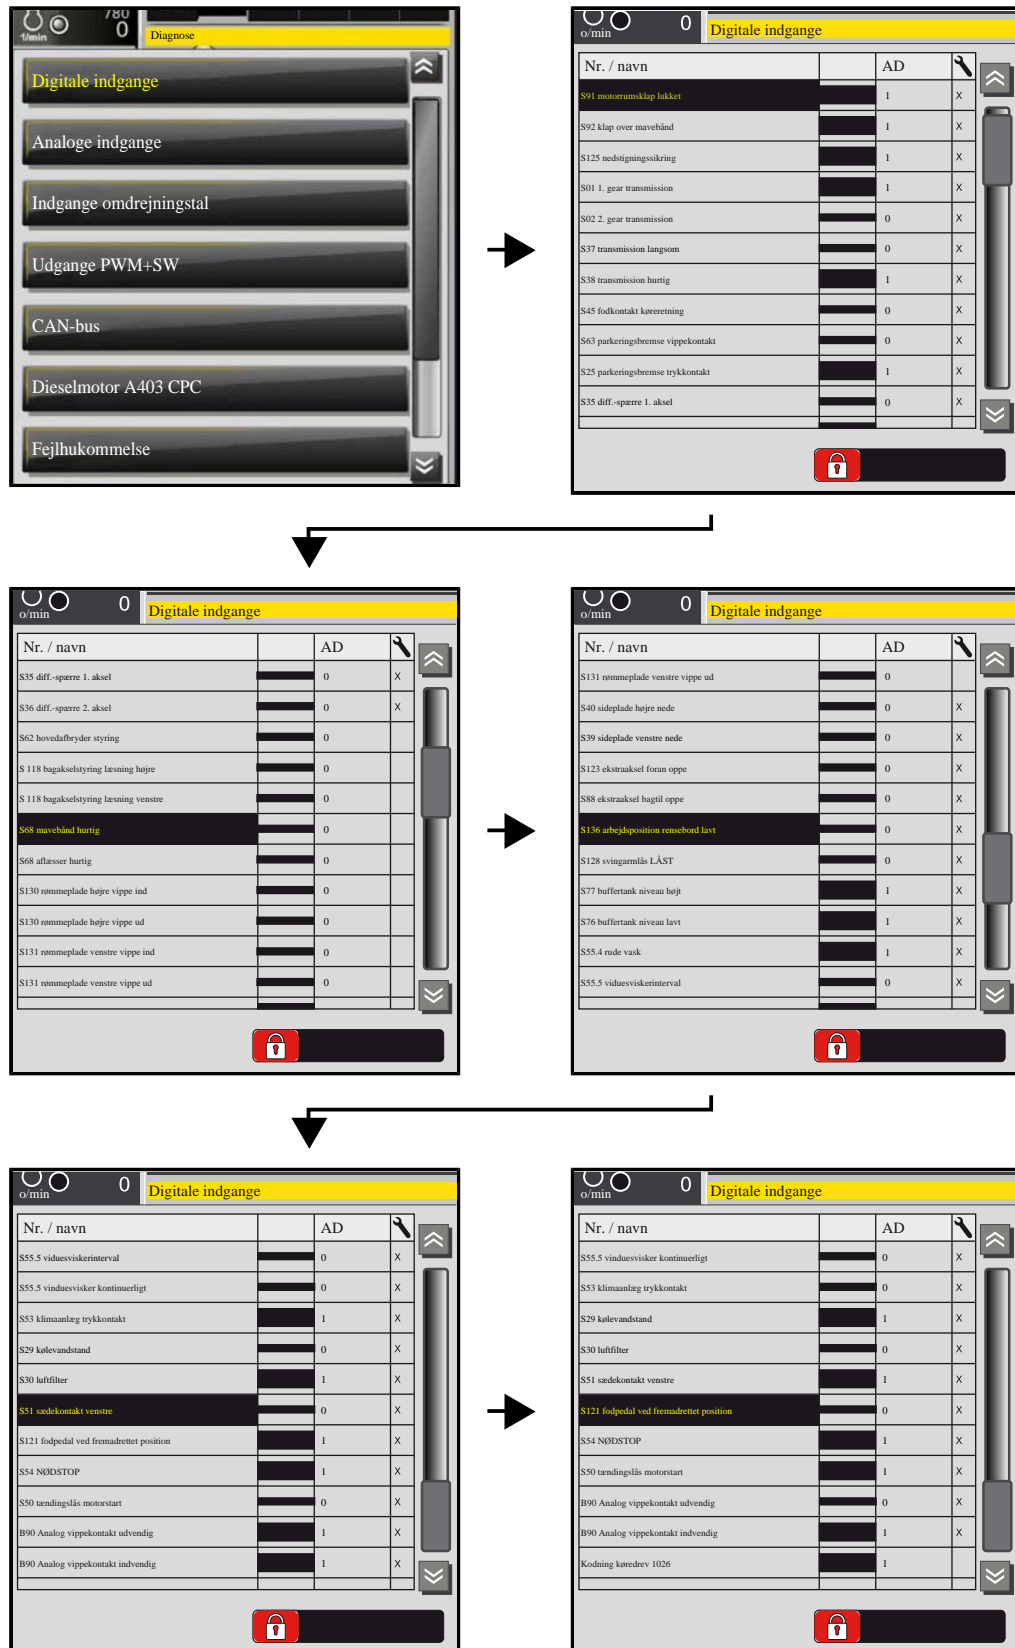 1/min
780
0
Diagnose
Digitale indgange
Analoge indgange
Indgange omdrejningstal
Udgange PWM+SW
CAN-bus
Dieselmotor A403 CPC
Fejlhukommelse
o/min 0 Digitale indgange
Nr. / navn AD
S91 motorrumsklap lukket 1 X
S92 klap over mavebånd 1 X
S125 nedstigningssikring 1 X
S01 1. gear transmission 1 X
S02 2. gear transmission 0 X
S37 transmission langsom 0 X
S38 transmission hurtig 1 X
S45 fodkontakt køreretning 0 X
S63 parkeringsbremse vippekontakt 0 X
S25 parkeringsbremse trykkontakt 1 X
S35 diff.-spærre 1. aksel 0 X
o/min 0 Digitale indgange
Nr. / navn AD
S35 diff.-spærre 1. aksel 0 X
S36 diff.-spærre 2. aksel 0 X
S62 hovedafbryder styring 0
S 118 bagakselstyring læsning højre 0
S 118 bagakselstyring læsning venstre 0
S68 mavebånd hurtig 0
S68 aflæsser hurtig 0
S130 rømmeplade højre vippe ind 0
S130 rømmeplade højre vippe ud 0
S131 rømmeplade venstre vippe ind 0
S131 rømmeplade venstre vippe ud 0
o/min 0 Digitale indgange
Nr. / navn AD
S131 rømmeplade venstre vippe ud 0
S40 sideplade højre nede 0 X
S39 sideplade venstre nede 0 X
S123 ekstraaksel foran oppe 0 X
S88 ekstraaksel bagtil oppe 0 X
S136 arbejdsposition rensebord lavt 0 X
S128 svingarmlås LÅST 0 X
S77 buffertank niveau højt 1 X
S76 buffertank niveau lavt 1 X
S55.4 rude vask 1 X
S55.5 viduesviskerinterval 0 X
o/min 0 Digitale indgange
Nr. / navn AD
S55.5 viduesviskerinterval 0 X
S55.5 vinduesvisker kontinuerligt 0 X
S53 klimaanlæg trykkontakt 1 X
S29 kølevandstand 0 X
S30 luftfilter 1 X
S51 sædekontakt venstre 0 X
S121 fodpedal ved fremadrettet position 1 X
S54 NØDSTOP 1 X
S50 tændingslås motorstart 0 X
B90 Analog vippekontakt udvendig 1 X
B90 Analog vippekontakt indvendig 1 X
o/min 0 Digitale indgange
Nr. / navn AD
S55.5 vinduesvisker kontinuerligt 0 X
S53 klimaanlæg trykkontakt 0 X
S29 kølevandstand 1 X
S30 luftfilter 0 X
S51 sædekontakt venstre 1 X
S121 fodpedal ved fremadrettet position 0 X
S54 NØDSTOP 1 X
S50 tændingslås motorstart 1 X
B90 Analog vippekontakt udvendig 0 X
B90 Analog vippekontakt indvendig 1 X
Kodning køredrev 1026 1